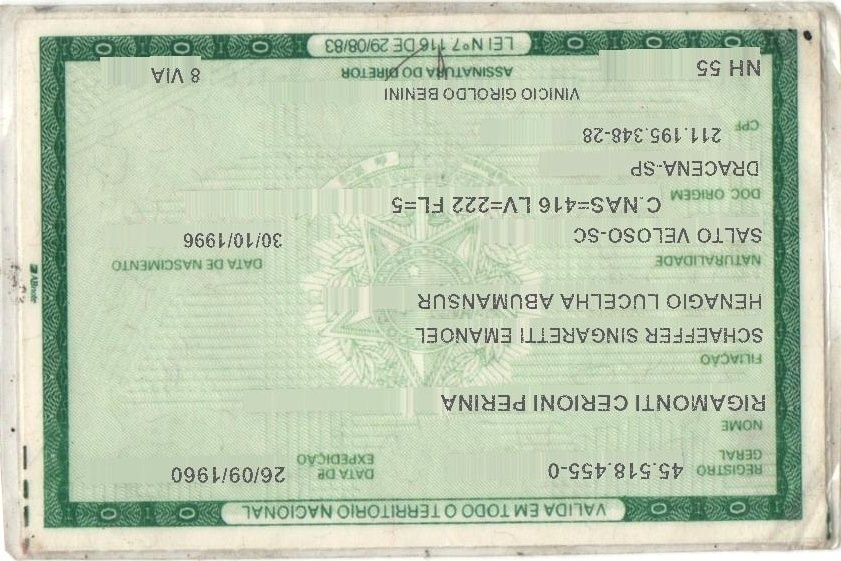 VALIDA EM TODO O TERRITORIO NACIONAL
REGISTRO GERAL 45.518.455-0 DATA DE EXPEDIÇÃO 26/09/1960
NOME
RIGAMONTI CERIONI PERINA
FILIAÇÃO
SCHAEFFER SINGARETTI EMANOEL
HENAGIO LUCELHA ABUMANSUR
NATURALIDADE DATA DE NASCIMENTO
SALTO VELOSO-SC 30/10/1996
DOC. ORIGEM C.NAS=416 LV=222 FL=5
DRACENA-SP
CPF 211.195.348-28
VINICIO GIROLDO BENINI
NH 55 ASSINATURA DO DIRETOR 8 VIA
LEI Nº 7.116 DE 29/08/83